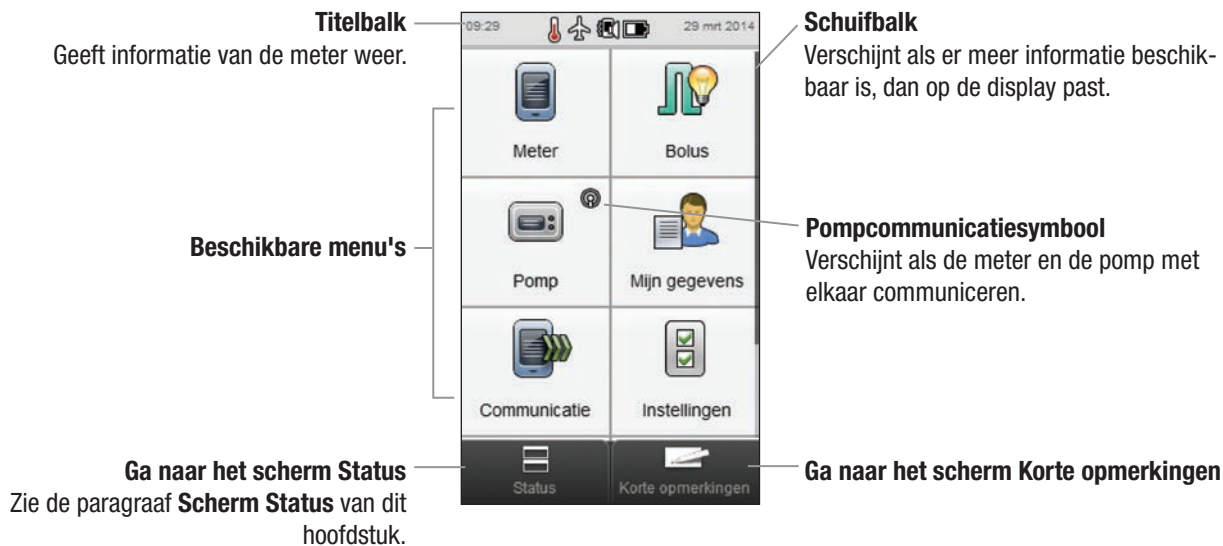 Titelbalk
Geeft informatie van de meter weer.
Beschikbare menu's
Ga naar het scherm Status
Zie de paragraaf Scherm Status van dit
hoofdstuk.
09:29
29 mrt 2014
Meter
Bolus
Pomp
Mijn gegevens
Communicatie
Instellingen
Status
Korte opmerkingen
Schuifbalk
Verschijnt als er meer informatie beschik-
baar is, dan op de display past.
Pompcommunicatiesymbool
Verschijnt als de meter en de pomp met
elkaar communiceren.
Ga naar het scherm Korte opmerkingen